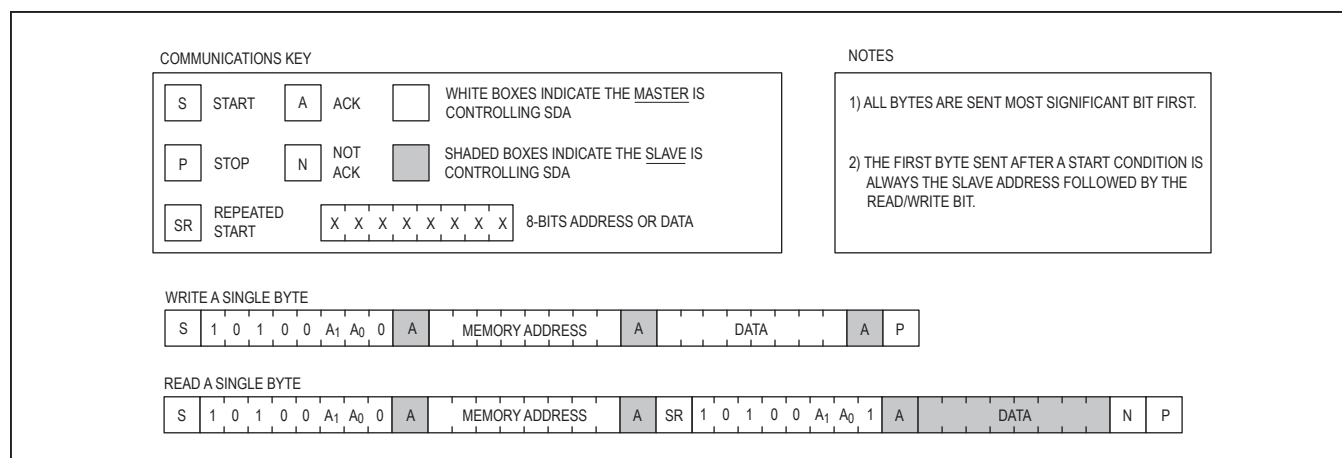 COMMUNICATIONS KEY
S START A ACK WHITE BOXES INDICATE THE MASTER IS
CONTROLLING SDA
P STOP N NOT
ACK SHADED BOXES INDICATE THE SLAVE IS
CONTROLLING SDA
SR REPEATED
START X X X X X X X X 8-BITS ADDRESS OR DATA
NOTES
1) ALL BYTES ARE SENT MOST SIGNIFICANT BIT FIRST.
2) THE FIRST BYTE SENT AFTER A START CONDITION IS
ALWAYS THE SLAVE ADDRESS FOLLOWED BY THE
READ/WRITE BIT.
WRITE A SINGLE BYTE
S 1 0 1 0 0 A1 A0 0 A MEMORY ADDRESS A DATA A P
READ A SINGLE BYTE
S 1 0 1 0 0 A1 A0 0 A MEMORY ADDRESS A SR 1 0 1 0 0 A1 A0 1 A DATA N P